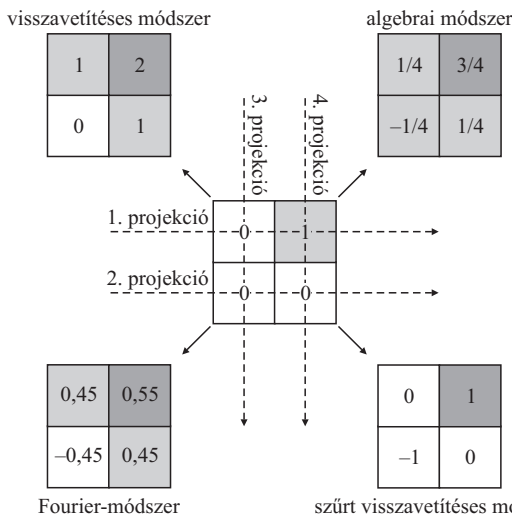 visszavetítéses módszer
algebrai módszer
1 2
0 1
1/4 3/4
–1/4 1/4
3. projekció
4. projekció
1. projekció
0 1
2. projekció
0 0
0,45 0,55
–0,45 0,45
0 1
–1 0
Fourier-módszer
szűrt visszavetítéses